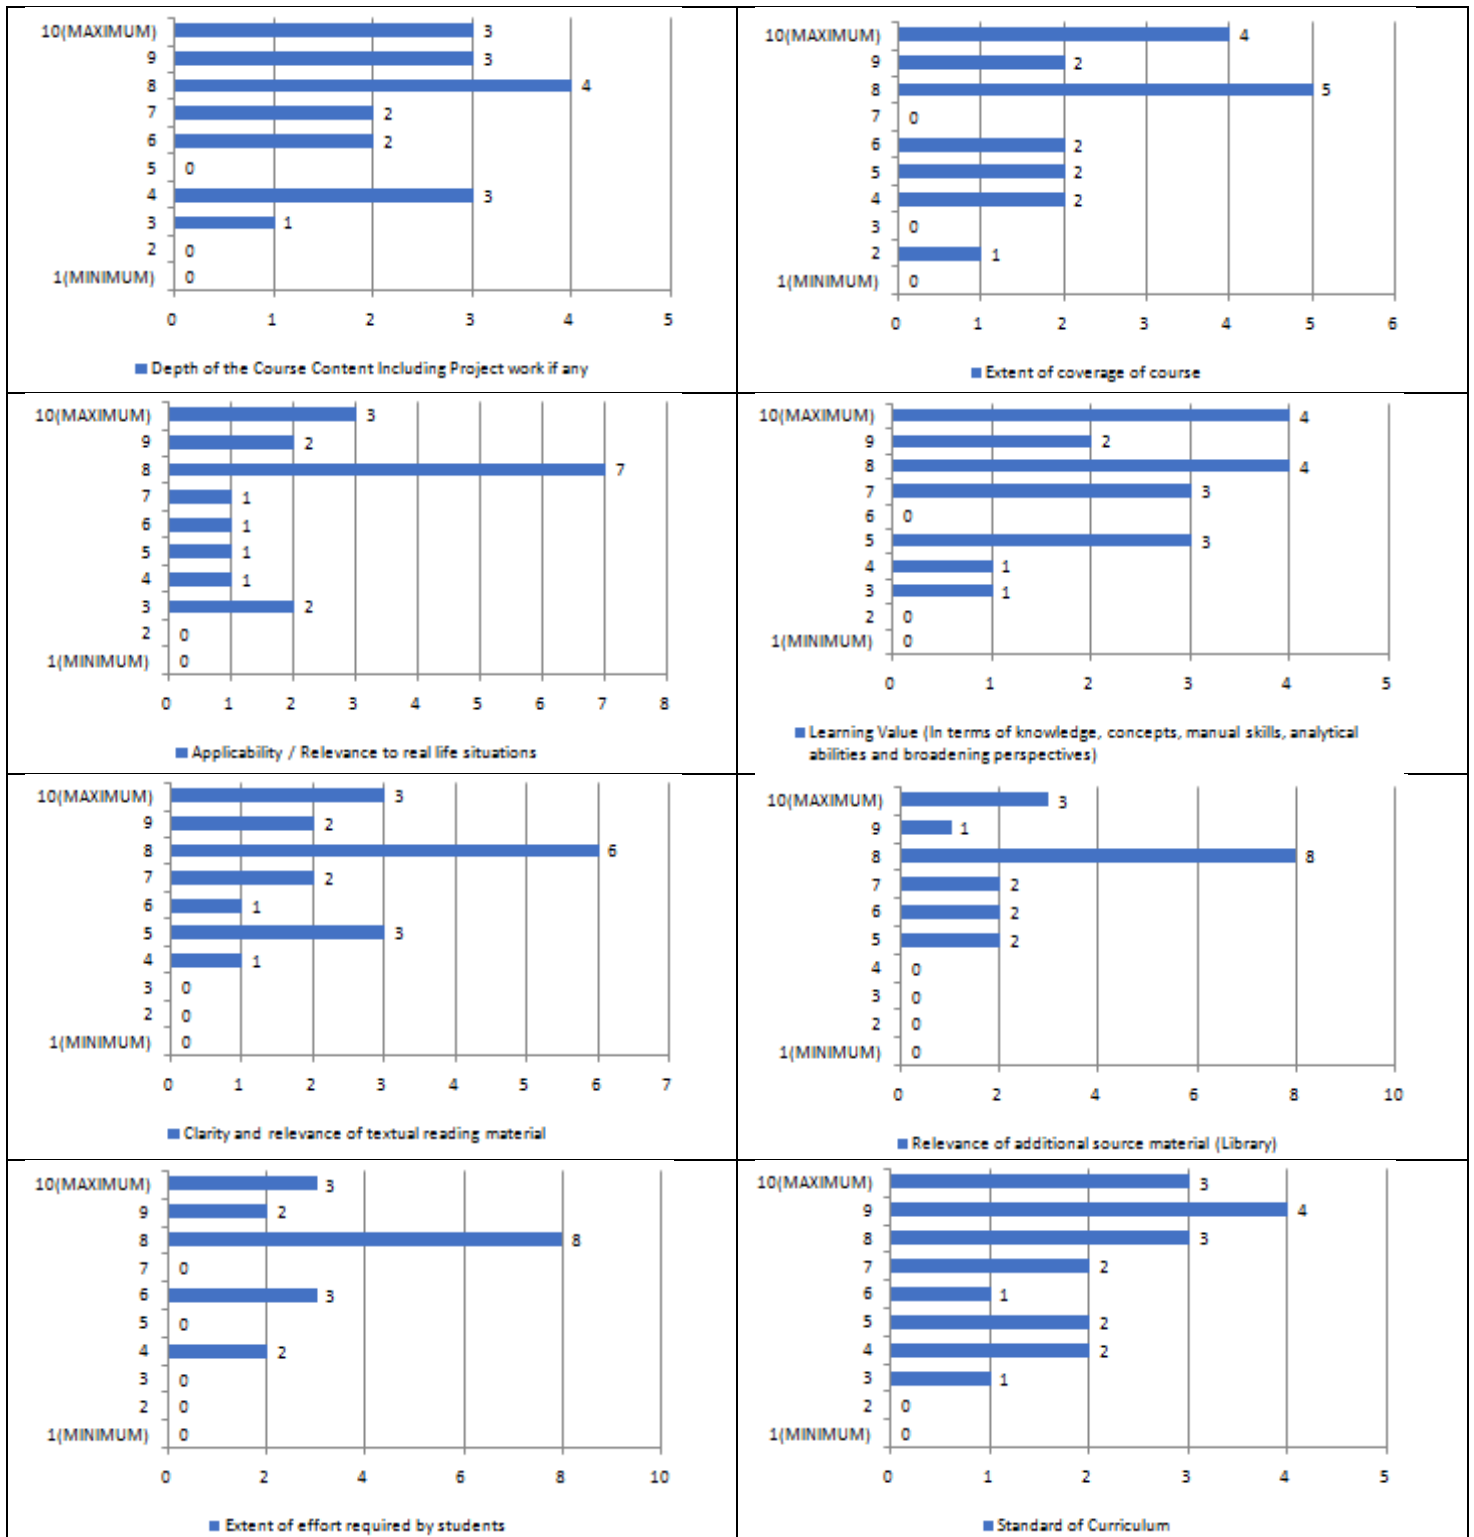 10(MAXIMUM) 3
9 3
8 4
7 2
6 2
5 0
4 3
3 1
2 0
1(MINIMUM) 0
0 1 2 3 4 5
Depth of the Course Content Including Project work if any
10(MAXIMUM) 4
9 2
8 5
7 0
6 2
5 2
4 2
3 0
2 1
1(MINIMUM) 0
0 1 2 3 4 5 6
Extent of coverage of course
10(MAXIMUM) 3
9 2
8 7
7 1
6 1
5 1
4 1
3 2
2 0
1(MINIMUM) 0
0 1 2 3 4 5 6 7 8
Applicability / Relevance to real life situations
10(MAXIMUM) 4
9 2
8 4
7 3
6 0
5 3
4 1
3 1
2 0
1(MINIMUM) 0
0 1 2 3 4 5
Learning Value (In terms of knowledge, concepts, manual skills, analytical
abilities and broadening perspectives)
10(MAXIMUM) 3
9 2
8 6
7 2
6 1
5 3
4 1
3 0
2 0
1(MINIMUM) 0
0 1 2 3 4 5 6 7
Clarity and relevance of textual reading material
10(MAXIMUM) 3
9 1
8 8
7 2
6 2
5 2
4 0
3 0
2 0
1(MINIMUM) 0
0 2 4 6 8 10
Relevance of additional source material (Library)
10(MAXIMUM) 3
9 2
8 8
7 0
6 3
5 0
4 2
3 0
2 0
1(MINIMUM) 0
0 2 4 6 8 10
Extent of effort required by students
10(MAXIMUM) 3
9 4
8 3
7 2
6 1
5 2
4 2
3 1
2 0
1(MINIMUM) 0
0 1 2 3 4 5
Standard of Curriculum